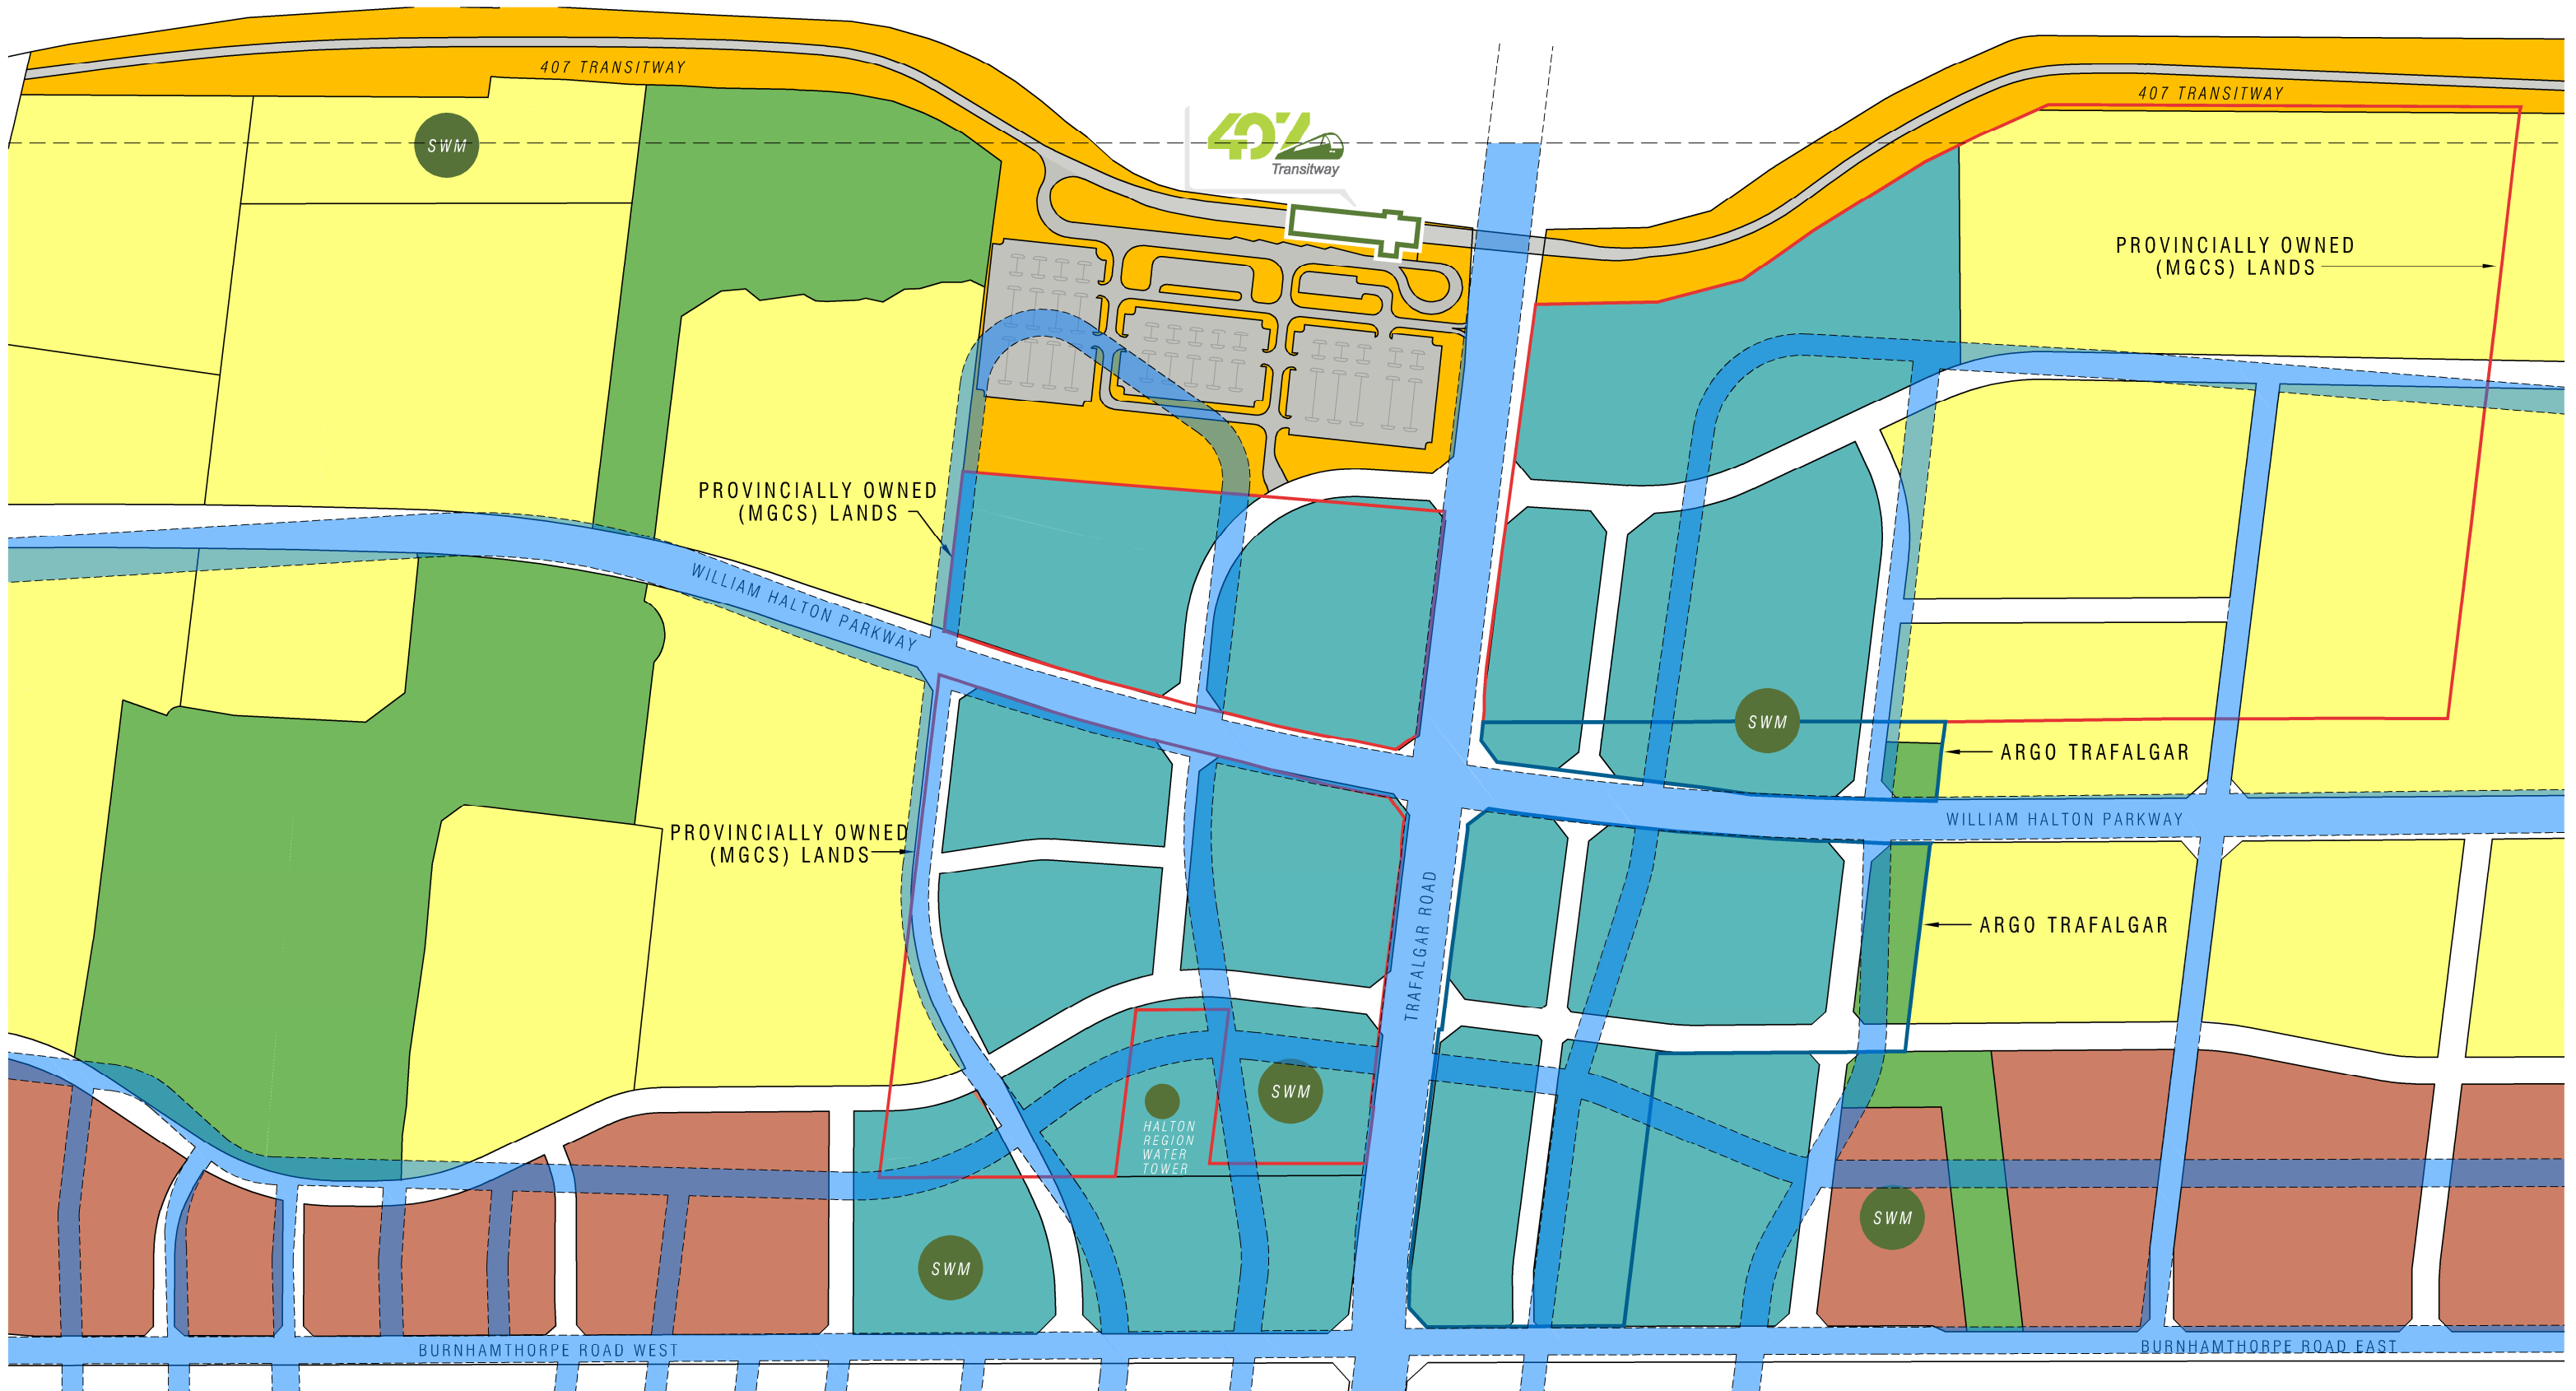 407 TRANSITWAY
407 TRANSITWAY
407
Transitway
SWM
PROVINCIALLY OWNED
(MGCS) LANDS
PROVINCIALLY OWNED
(MGCS) LANDS
WILLIAM HALTON PARKWAY
SWM
ARGO TRAFALGAR
WILLIAM HALTON PARKWAY
PROVINCIALLY OWNED
(MGCS) LANDS
TRAFALGAR ROAD
ARGO TRAFALGAR
SWM
HALTON
REGION
WATER
TOWER
SWM
SWM
BURNHAMTHORPE ROAD WEST
BURNHAMTHORPE ROAD EAST